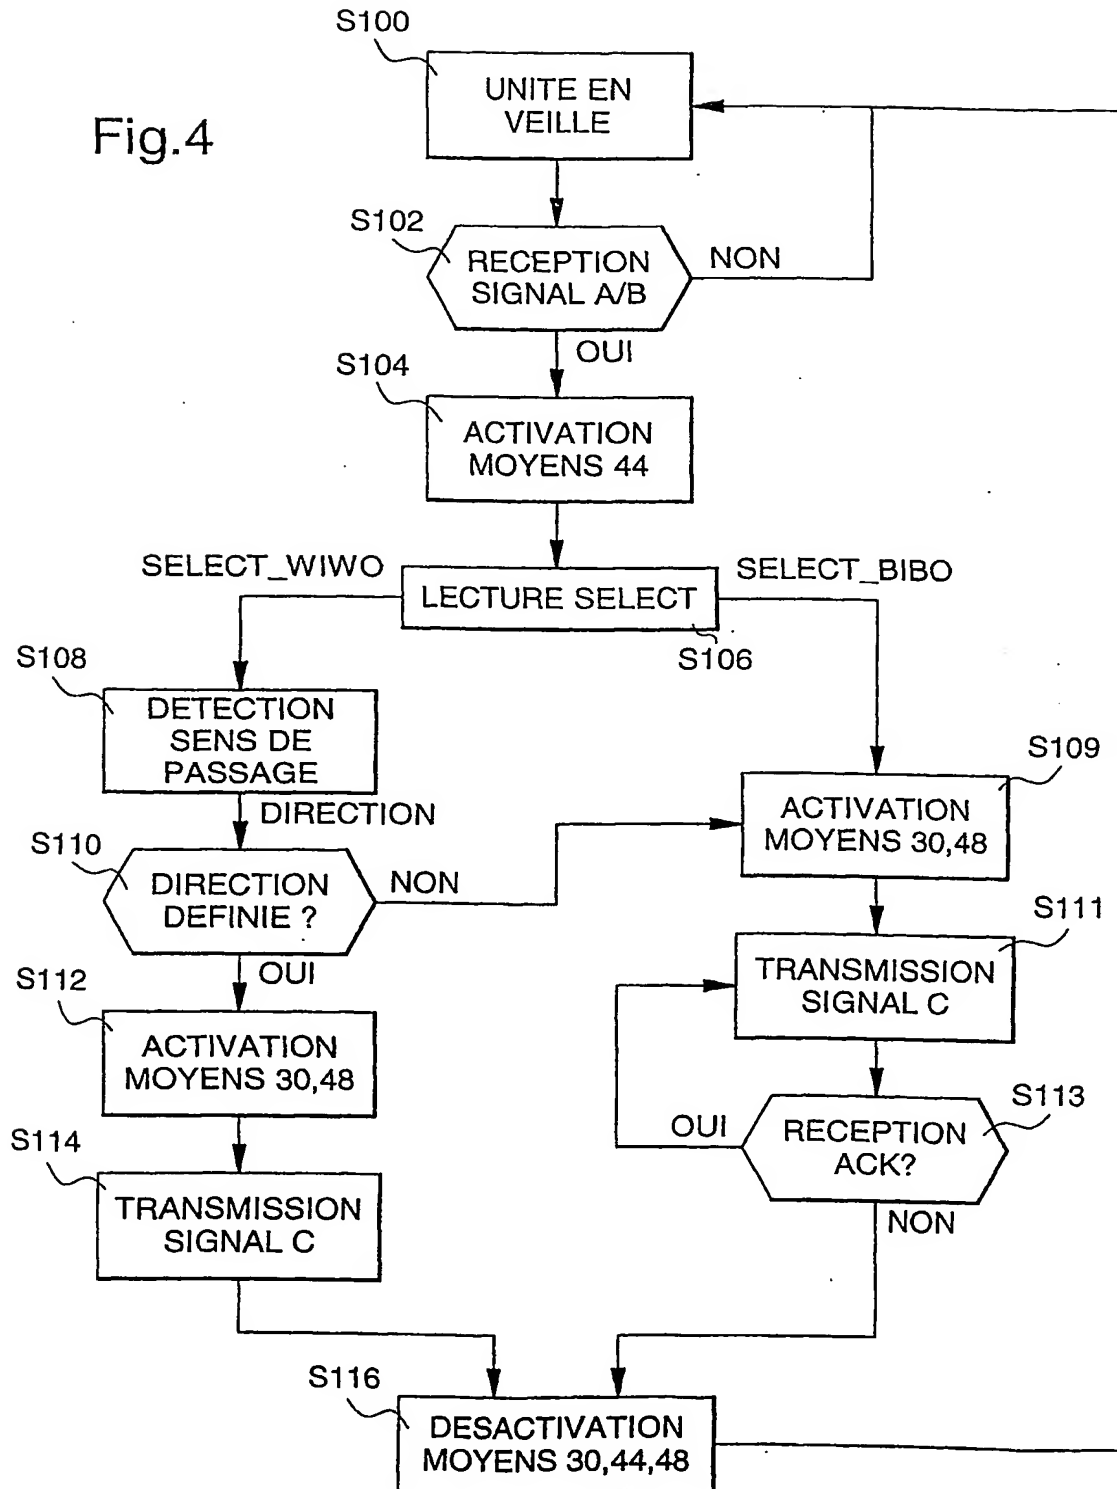 S100
UNITE EN
VEILLE
Fig.4
S102
RECEPTION
SIGNAL A/B
NON
OUI
S104
ACTIVATION
MOYENS 44
SELECT_WIWO
SELECT_BIBO
LECTURE SELECT
S106
S108
DETECTION
SENS DE
PASSAGE
DIRECTION
S109
ACTIVATION
MOYENS 30,48
S110
DIRECTION
DEFINIE ?
NON
OUI
S111
TRANSMISSION
SIGNAL C
S112
ACTIVATION
MOYENS 30,48
S113
RECEPTION
ACK?
OUI
NON
S114
TRANSMISSION
SIGNAL C
S116
DESACTIVATION
MOYENS 30,44,48